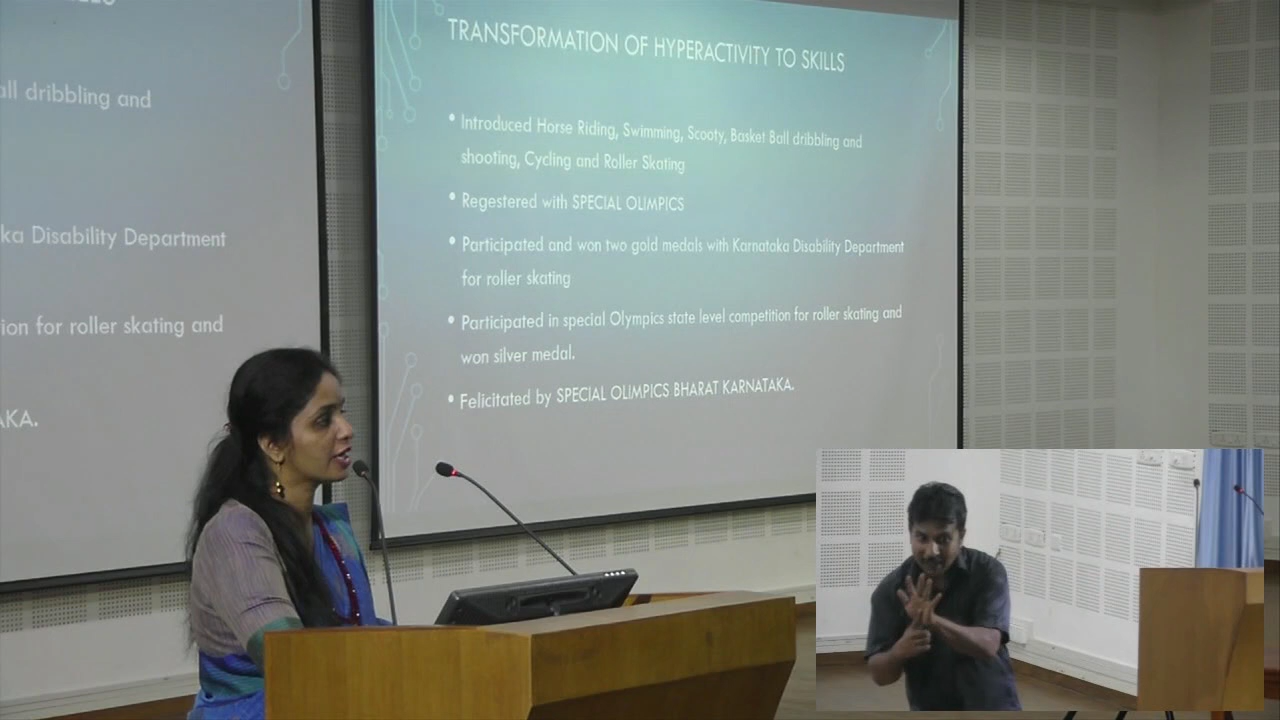 all dribbling and
ka Disability Department
ion for roller skating and
AKA.
TRANSFORMATION OF HYPERACTIVITY TO SKILLS
• Introduced Horse Riding, Swimming, Scooty, Basket Ball dribbling and
shooting, Cycling and Roller Skating
• Regestered with SPECIAL OLIMPICS
• Participated and won two gold medals with Karnataka Disability Department
for roller skating
• Participated in special Olympics state level competition for roller skating and
won silver medal.
• Felicitated by SPECIAL OLIMPICS BHARAT KARNATAKA.